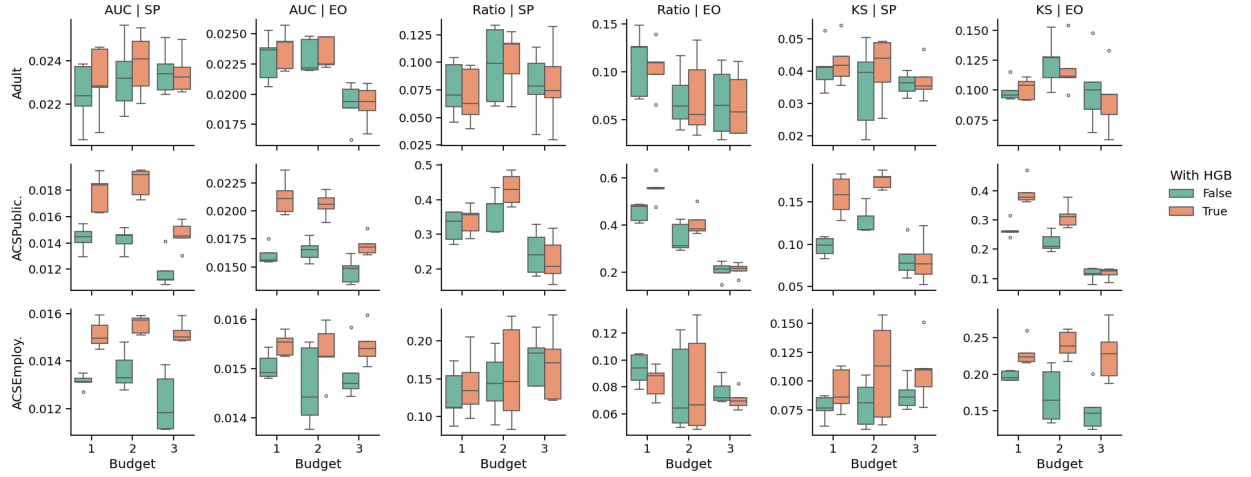 AUC | SP
AUC | EO
Ratio | SP
Ratio | EO
KS | SP
KS | EO
Adult
0.024
0.022
0.0250
0.0225
0.0200
0.0175
0.125
0.100
0.075
0.050
0.025
0.15
0.10
0.05
0.05
0.04
0.03
0.02
0.150
0.125
0.100
0.075
ACSPublic.
0.018
0.016
0.014
0.012
0.0225
0.0200
0.0175
0.0150
0.5
0.4
0.3
0.2
0.6
0.4
0.2
0.20
0.15
0.10
0.05
0.4
0.3
0.2
0.1
With HGB
False
True
ACSEmploy.
0.016
0.014
0.012
0.016
0.015
0.014
0.20
0.15
0.10
0.12
0.10
0.08
0.06
0.150
0.125
0.100
0.075
0.25
0.20
0.15
1 2 3
1 2 3
1 2 3
1 2 3
1 2 3
1 2 3
Budget
Budget
Budget
Budget
Budget
Budget